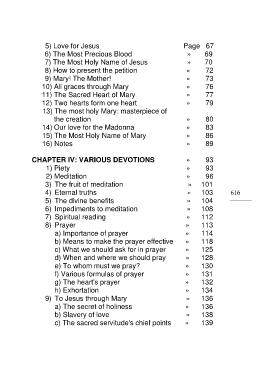 5) Love for Jesus Page 67
6) The Most Precious Blood » 69
7) The Most Holy Name of Jesus » 70
8) How to present the petition » 72
9) Mary! The Mother! » 73
10) All graces through Mary » 76
11) The Sacred Heart of Mary » 77
12) Two hearts form one heart » 79
13) The most holy Mary: masterpiece of
the creation » 80
14) Our love for the Madonna » 83
15) The Most Holy Name of Mary » 86
16) Notes » 89
CHAPTER IV: VARIOUS DEVOTIONS » 93
1) Piety » 93
2) Meditation » 96
3) The fruit of meditation » 101
4) Eternal truths » 103 616
5) The divine benefits » 104
6) Impediments to meditation » 108
7) Spiritual reading » 112
8) Prayer » 113
a) Importance of prayer » 114
b) Means to make the prayer effective » 118
c) What we should ask for in prayer » 125
d) When and where we should pray » 128
e) To whom must we pray? » 130
f) Various formulas of prayer » 131
g) The heart's prayer » 132
h) Exhortation » 134
9) To Jesus through Mary » 136
a) The secret of holiness » 136
b) Slavery of love » 138
c) The sacred servitude's chief points » 139